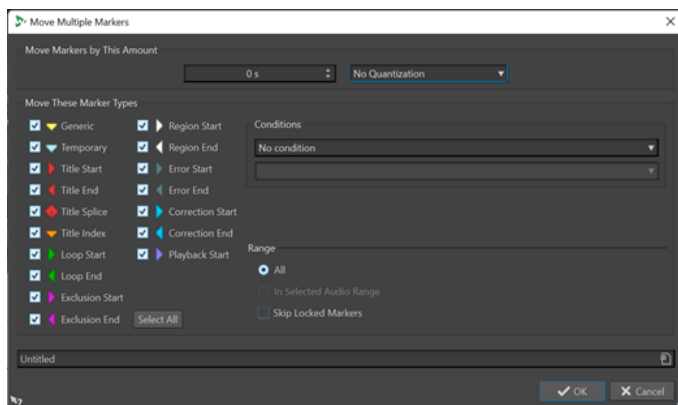 Move Multiple Markers
Move Markers by This Amount
0 s
No Quantization
Move These Marker Types
Generic
Region Start
Temporary
Region End
Title Start
Error Start
Title End
Error End
Title Splice
Correction Start
Title Index
Correction End
Loop Start
Playback Start
Loop End
Exclusion Start
Exclusion End
Select All
Conditions
No condition
Range
All
In Selected Audio Range
Skip Locked Markers
Untitled
OK
Cancel